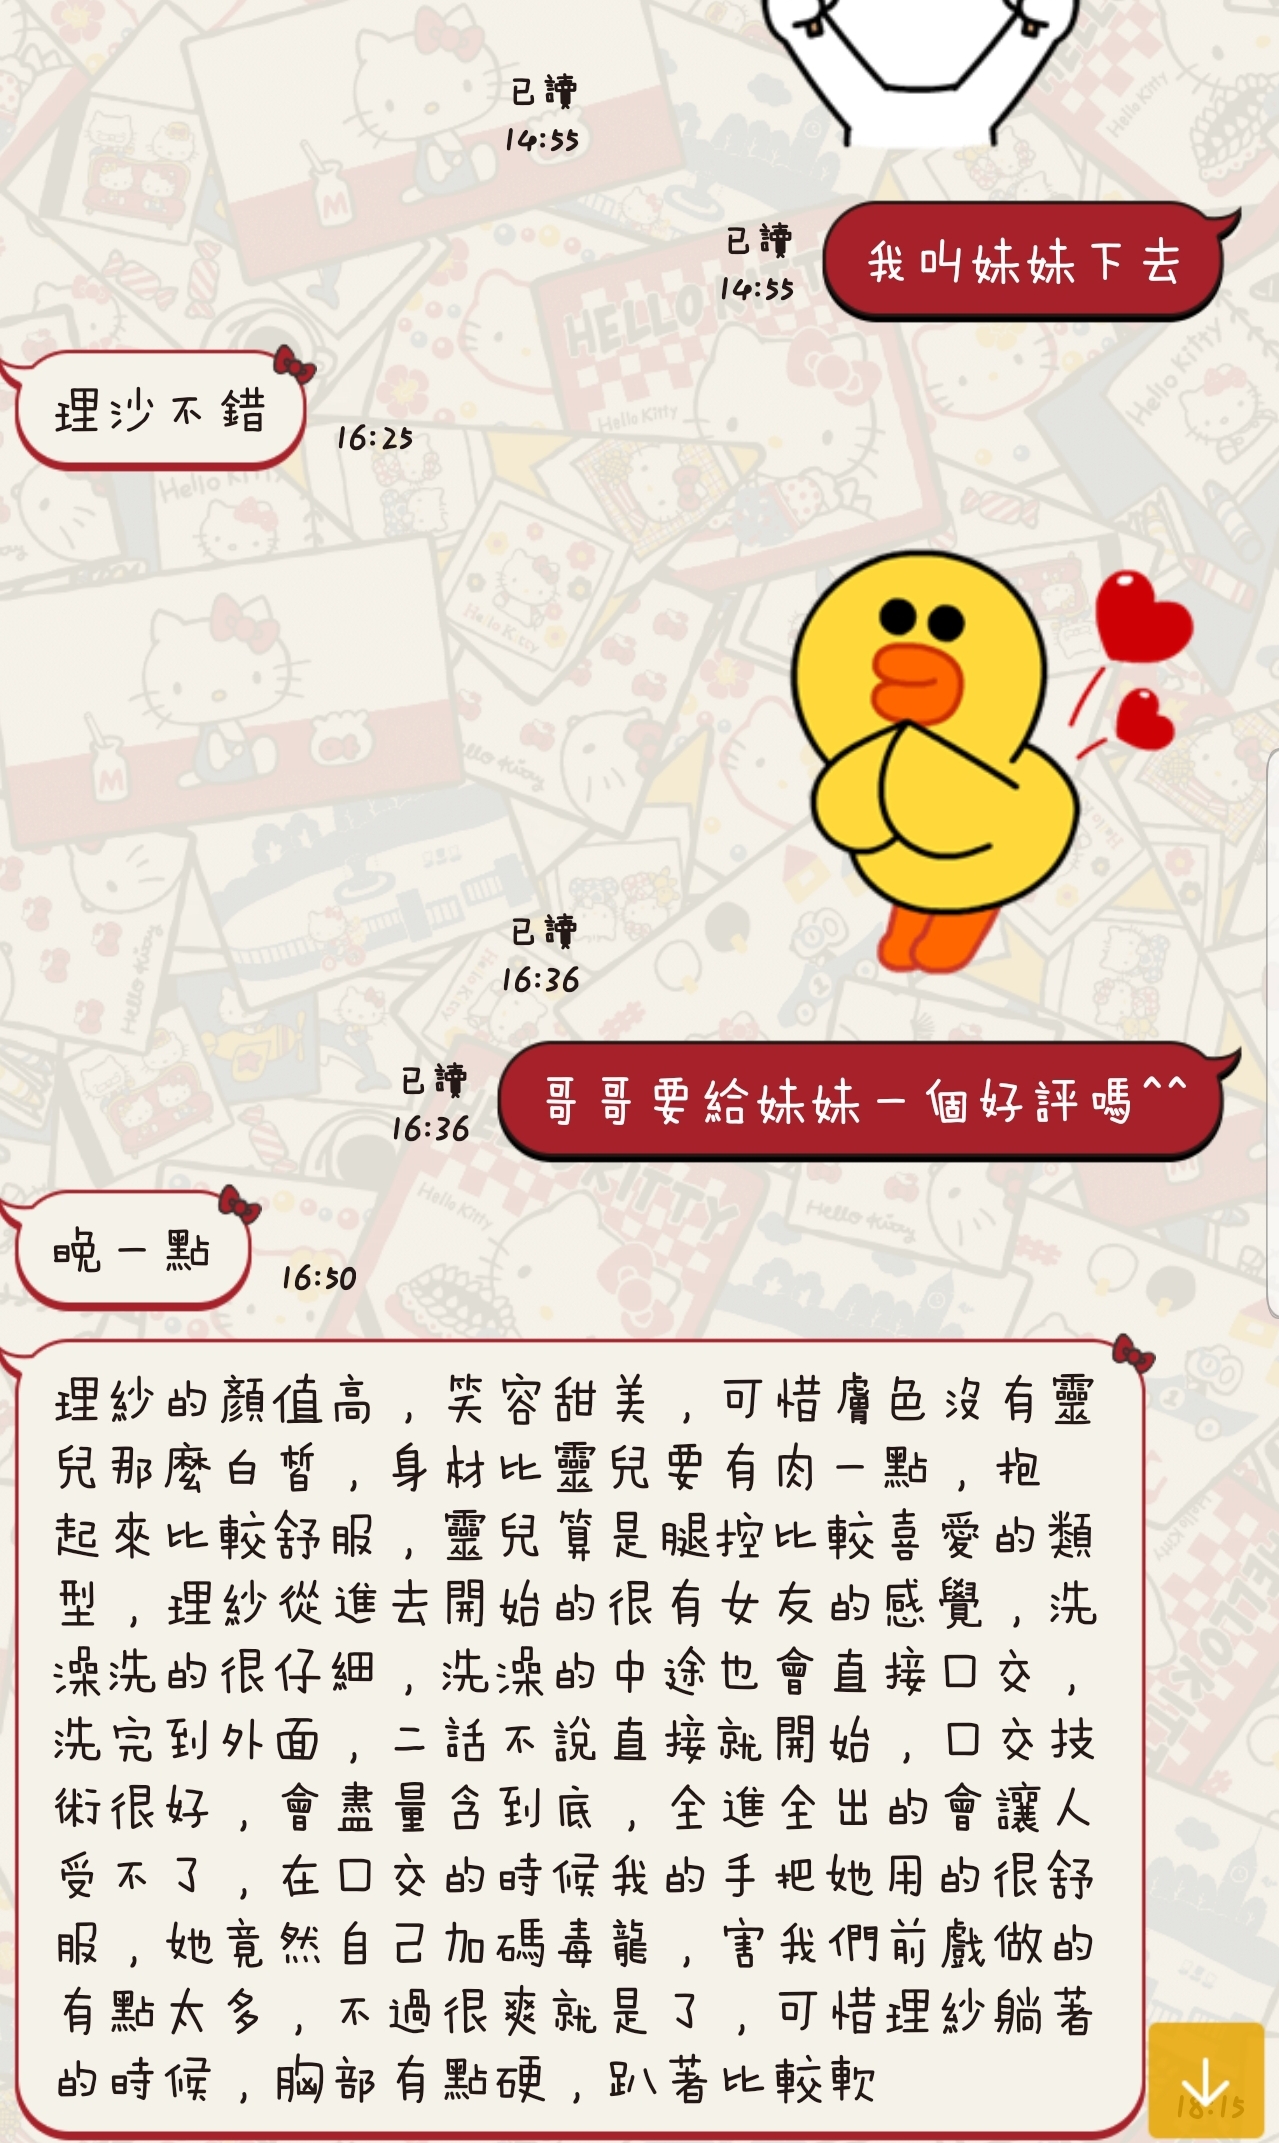 已讀
14:55
已讀
14:55
我叫妹妹下去
理沙不錯
16:25
已讀
16:36
已讀
16:36
哥哥要給妹妹一個好評嗎^^
晚一點
16:50
理紗的顏值高，笑容甜美，可惜膚色沒有靈
兒那麼白皙，身材比靈兒要有肉一點，抱
起來比較舒服，靈兒算是腿控比較喜愛的類
型，理紗從進去開始的很有女友的感覺，洗
澡洗的很仔細，洗澡的中途也會直接口交，
洗完到外面，二話不說直接就開始，口交技
術很好，會盡量含到底，全進全出的會讓人
受不了，在口交的時候我的手把她用的很舒
服，她竟然自己加碼毒龍，害我們前戲做的
有點太多，不過很爽就是了，可惜理紗躺著
的時候，胸部有點硬，趴著比較軟
18:15